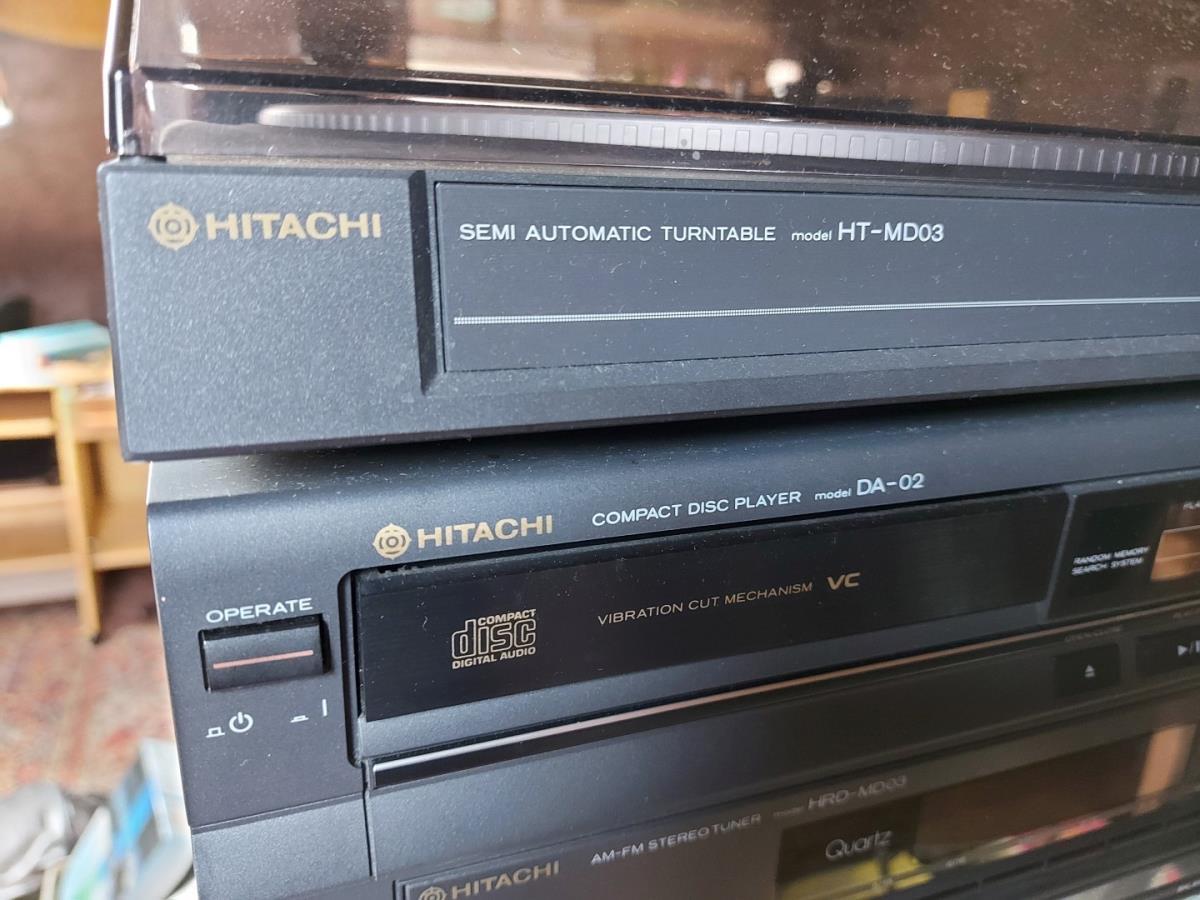 HITACHI
SEMI AUTOMATIC TURNTABLE model HT-MD03
HITACHI COMPACT DISC PLAYER model DA-02
OPERATE
COMPACT
disc
DIGITAL AUDIO
VIBRATION CUT MECHANISM VC
RANDOM MEMORY
SEARCH SYSTEM
HITACHI AM-FM STEREO TUNER model HRD-MD03
Quartz